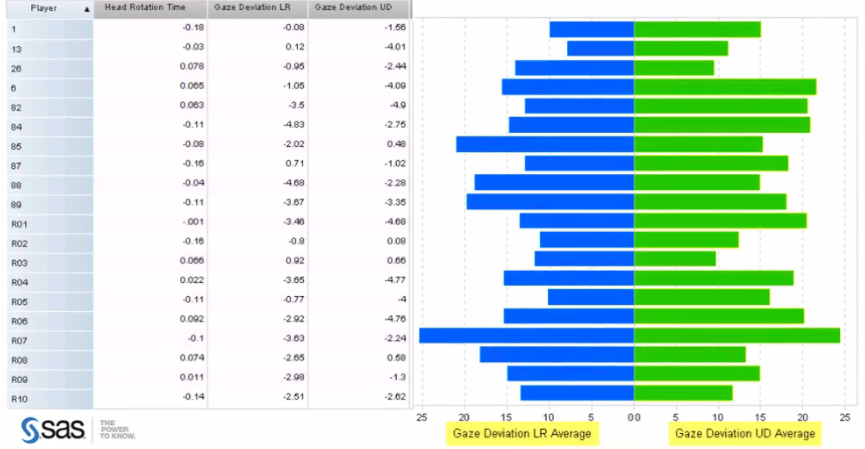 Player Head Rotation Time Gaze Deviation LR Gaze Deviation UD
1 -0.18 -0.08 -1.56
13 -0.03 0.12 -4.01
26 0.078 -0.95 -2.44
6 0.065 -1.05 -4.09
82 0.063 -3.5 -4.9
84 -0.11 -4.83 -2.75
85 -0.08 -2.02 0.48
87 -0.16 0.71 -1.02
88 -0.04 -4.68 -2.28
89 -0.11 -3.67 -3.35
R01 -.001 -3.46 -4.68
R02 -0.16 -0.8 0.08
R03 0.066 0.92 0.66
R04 0.022 -3.65 -4.77
R05 -0.11 -0.77 -4
R06 0.092 -2.92 -4.76
R07 -0.1 -3.63 -2.24
R08 0.074 -2.65 0.58
R09 0.011 -2.98 -1.3
R10 -0.14 -2.51 -2.62
25 20 15 10 5 0 0 5 10 15 20 25
Gaze Deviation LR Average Gaze Deviation UD Average
sas THE
POWER
TO KNOW.